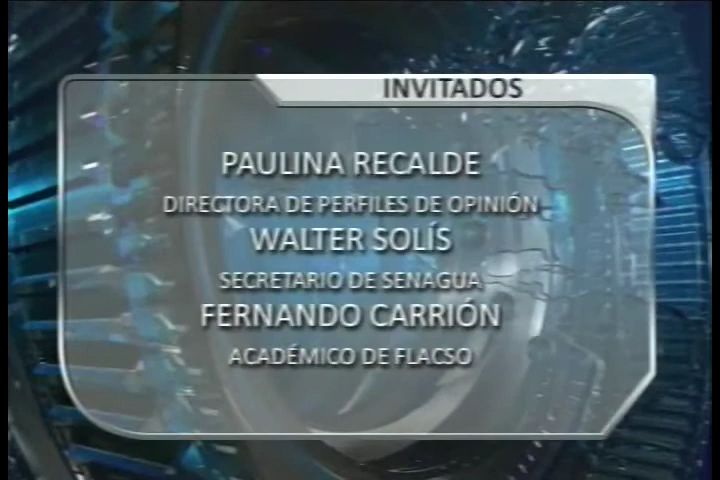 INVITADOS
PAULINA RECALDE
DIRECTORA DE PERFILES DE OPINIÓN
WALTER SOLÍS
SECRETARIO DE SENAGUA
FERNANDO CARRIÓN
ACADÉMICO DE FLACSO